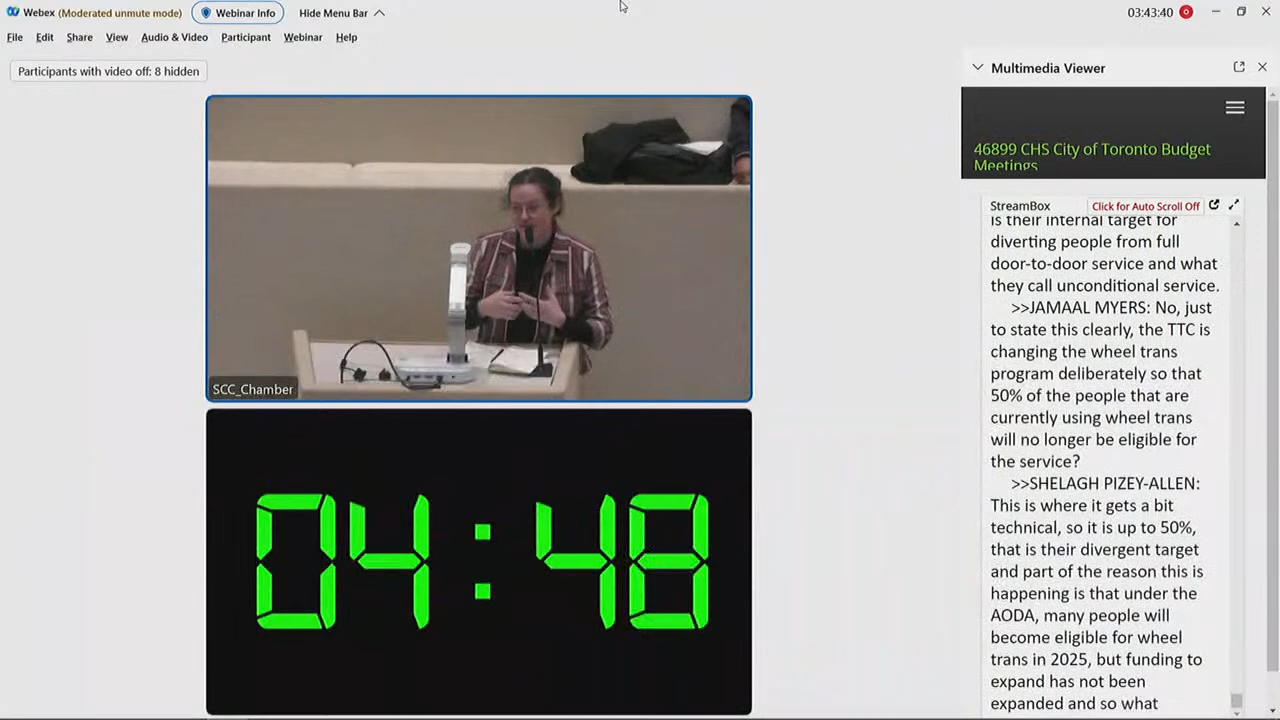 Webex (Moderated unmute mode) Webinar Info Hide Menu Bar 03:43:40
File Edit Share View Audio & Video Participant Webinar Help
Participants with video off: 8 hidden
SCC_Chamber
04:48
Multimedia Viewer
46899 CHS City of Toronto Budget
Meetings
StreamBox Click for Auto Scroll Off
is their internal target for
diverting people from full
door-to-door service and what
they call unconditional service.
>>JAMAAL MYERS: No, just
to state this clearly, the TTC is
changing the wheel trans
program deliberately so that
50% of the people that are
currently using wheel trans
will no longer be eligible for
the service?
>>SHELAGH PIZEY-ALLEN:
This is where it gets a bit
technical, so it is up to 50%,
that is their divergent target
and part of the reason this is
happening is that under the
AODA, many people will
become eligible for wheel
trans in 2025, but funding to
expand has not been
expanded and so what